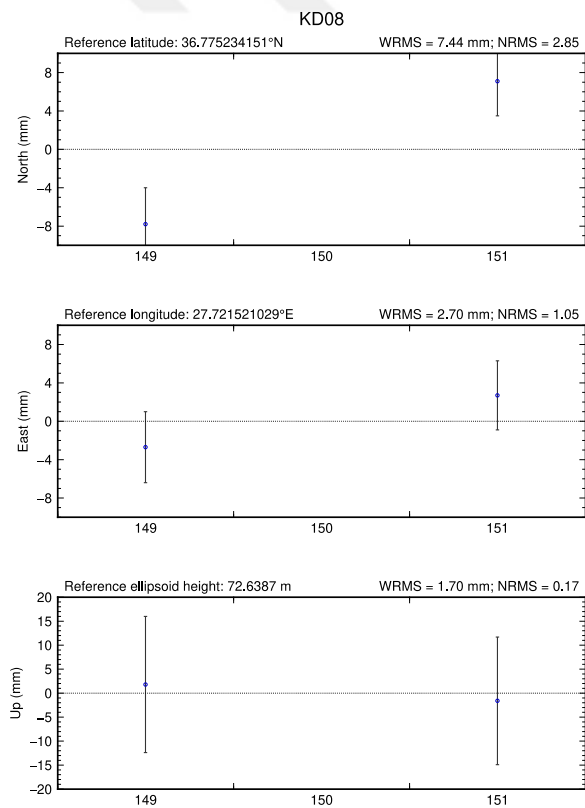 KD08
Reference latitude: 36.775234151°N WRMS = 7.44 mm; NRMS = 2.85
8
4
0
−4
−8
North (mm)
149 150 151
Reference longitude: 27.721521029°E WRMS = 2.70 mm; NRMS = 1.05
8
4
0
−4
−8
East (mm)
149 150 151
Reference ellipsoid height: 72.6387 m WRMS = 1.70 mm; NRMS = 0.17
20
15
10
5
0
−5
−10
−15
−20
Up (mm)
149 150 151